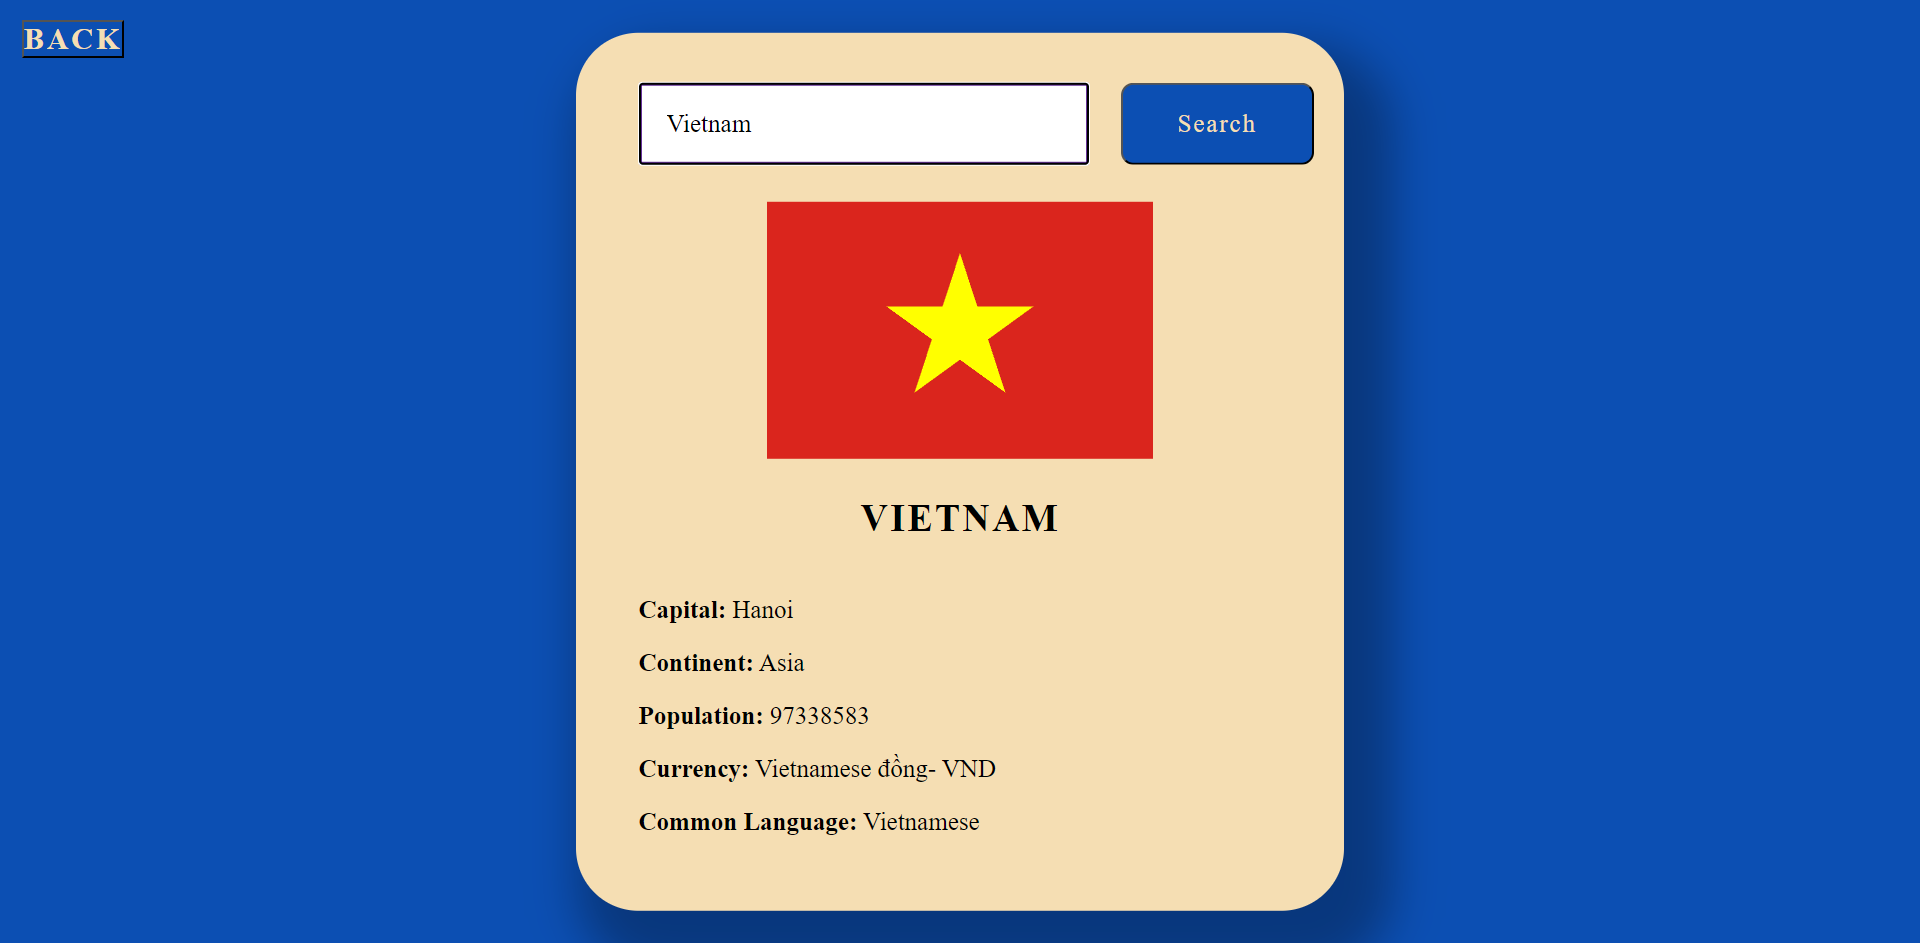 BACK
Vietnam
Search
VIETNAM
Capital: Hanoi
Continent: Asia
Population: 97338583
Currency: Vietnamese đồng- VND
Common Language: Vietnamese